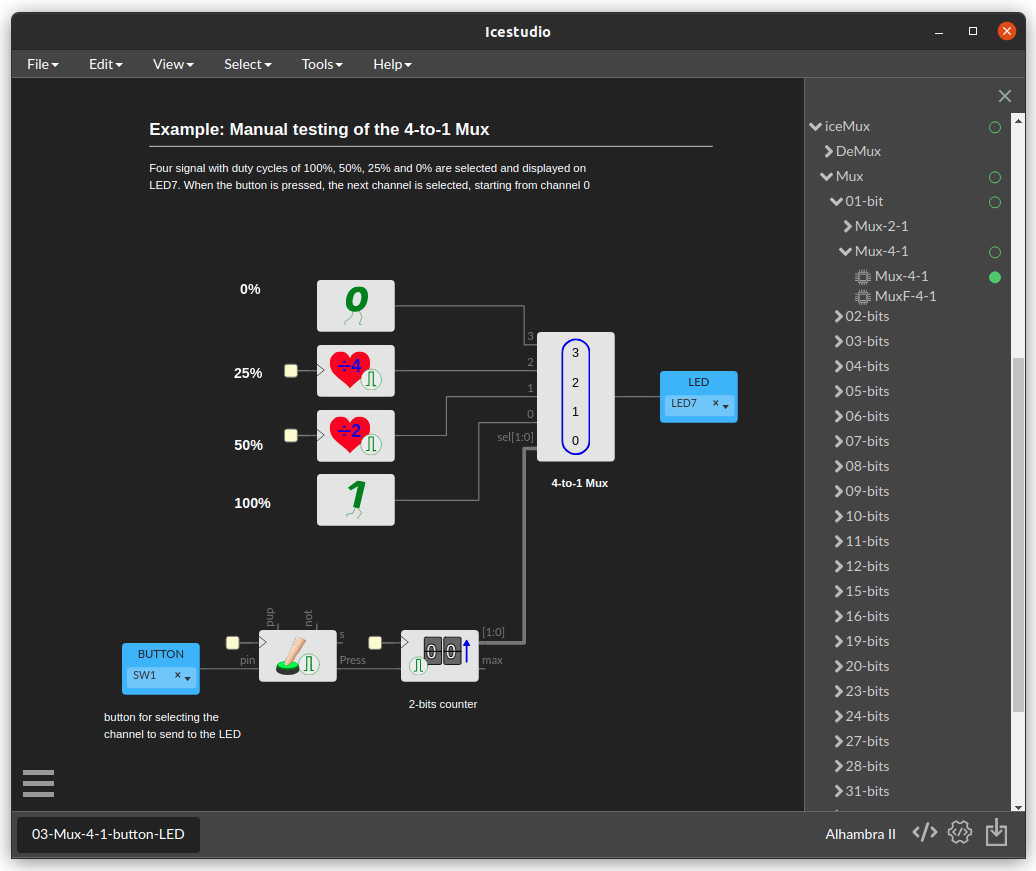 Icestudio
File Edit View Select Tools Help
Example: Manual testing of the 4-to-1 Mux
Four signal with duty cycles of 100%, 50%, 25% and 0% are selected and displayed on
LED7. When the button is pressed, the next channel is selected, starting from channel 0
0%
0
25%
÷4
50%
÷2
100%
1
3
2
1
0
sel[1:0]
3
2
1
0
4-to-1 Mux
LED
LED7
BUTTON
SW1
button for selecting the
channel to send to the LED
pup
not
s
pin
Press
00
[1:0]
max
2-bits counter
iceMux
DeMux
Mux
01-bit
Mux-2-1
Mux-4-1
Mux-4-1
MuxF-4-1
02-bits
03-bits
04-bits
05-bits
06-bits
07-bits
08-bits
09-bits
10-bits
11-bits
12-bits
15-bits
16-bits
19-bits
20-bits
23-bits
24-bits
27-bits
28-bits
31-bits
03-Mux-4-1-button-LED
Alhambra II